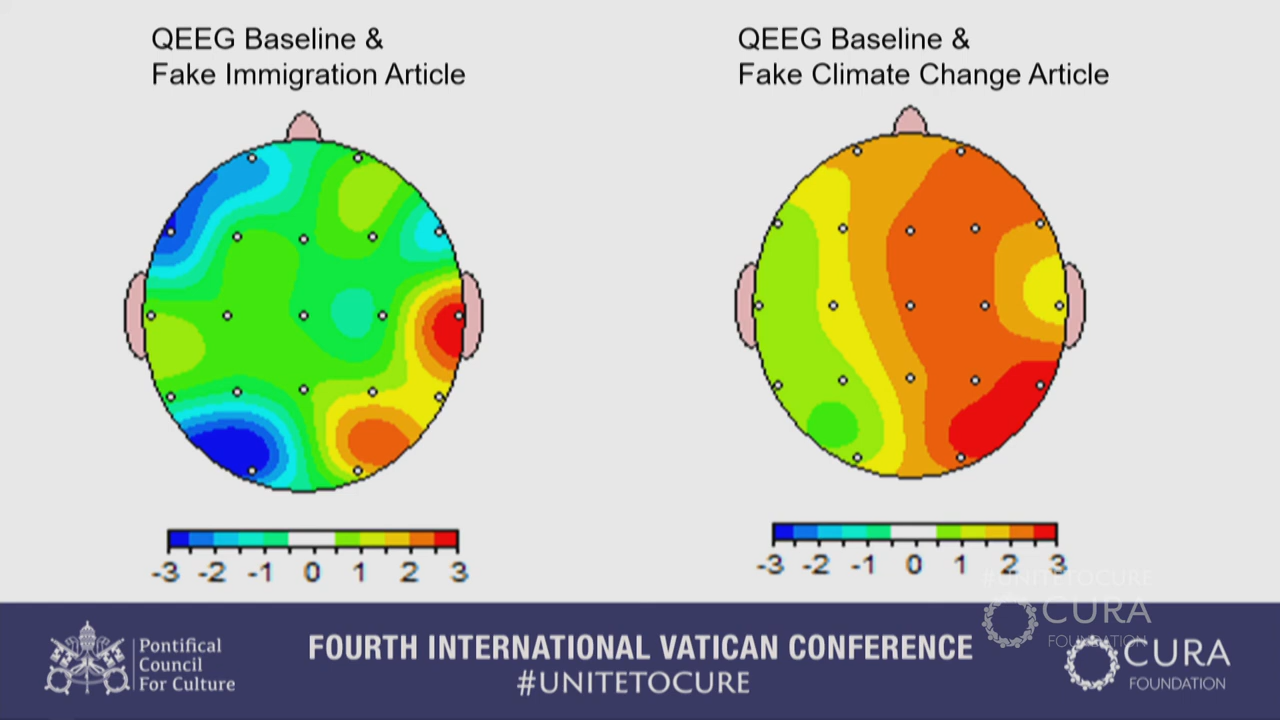 QEEG Baseline &
Fake Immigration Article
QEEG Baseline &
Fake Climate Change Article
-3 -2 -1 0 1 2 3
-3 -2 -1 0 1 2 3
#UNITETOCURE
CURA
FOUNDATION
Pontifical
Council
For Culture
FOURTH INTERNATIONAL VATICAN CONFERENCE
#UNITETOCURE
CURA
FOUNDATION